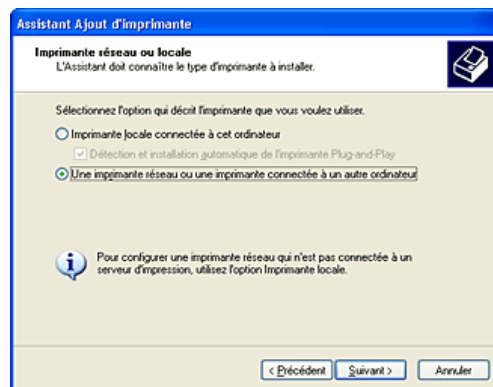 Assistant Ajout d'imprimante
Imprimante réseau ou locale
L'Assistant doit connaître le type d'imprimante à installer.
Sélectionnez l'option qui décrit l'imprimante que vous voulez utiliser.
Imprimante locale connectée à cet ordinateur
Détection et installation automatique de l'imprimante Plug-and-Play
Une imprimante réseau ou une imprimante connectée à un autre ordinateur
Pour configurer une imprimante réseau qui n'est pas connectée à un
serveur d'impression, utilisez l'option Imprimante locale.
< Précédent Suivant > Annuler